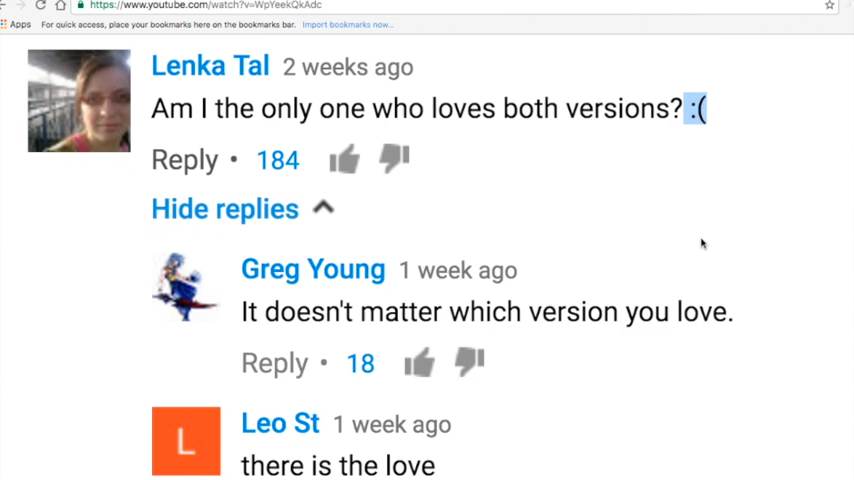 https://www.youtube.com/watch?v=WpYeekQkAdc
Apps For quick access, place your bookmarks here on the bookmarks bar. Import bookmarks now...
Lenka Tal 2 weeks ago
Am I the only one who loves both versions? :(
Reply • 184
Hide replies
Greg Young 1 week ago
It doesn't matter which version you love.
Reply • 18
L
Leo St 1 week ago
there is the love